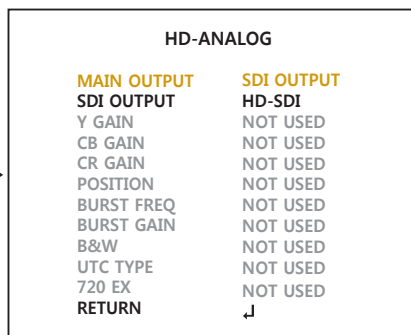 HD-ANALOG
MAIN OUTPUT SDI OUTPUT
SDI OUTPUT HD-SDI
Y GAIN NOT USED
CB GAIN NOT USED
CR GAIN NOT USED
POSITION NOT USED
BURST FREQ NOT USED
BURST GAIN NOT USED
B&W NOT USED
UTC TYPE NOT USED
720 EX NOT USED
RETURN ↲